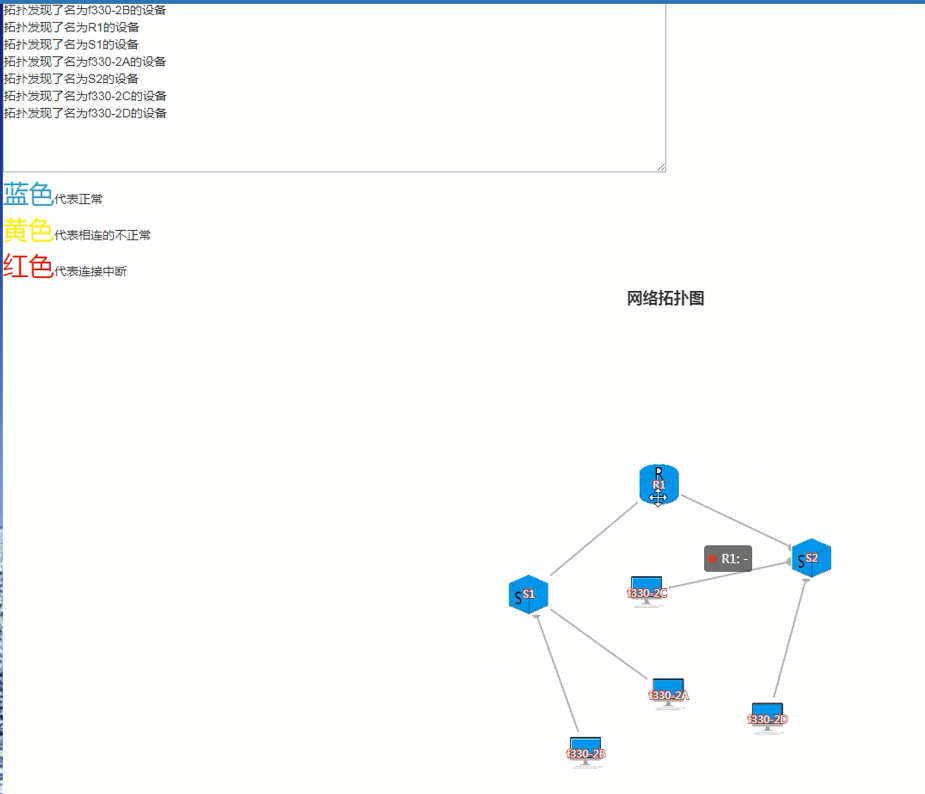 拓扑发现了名为f330-2B的设备
拓扑发现了名为R1的设备
拓扑发现了名为S1的设备
拓扑发现了名为f330-2A的设备
拓扑发现了名为S2的设备
拓扑发现了名为f330-2C的设备
拓扑发现了名为f330-2D的设备
蓝色代表正常
黄色代表相连的不正常
红色代表连接中断
网络拓扑图
R
R1
R1: -
S S2
f330-2C
S S1
f330-2A
f330-2D
f330-2B